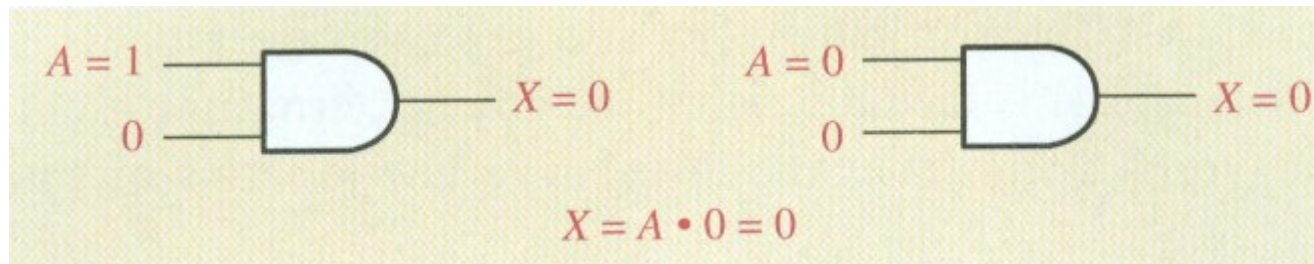 A = 1
0
X = 0
A = 0
0
X = 0
X = A • 0 = 0